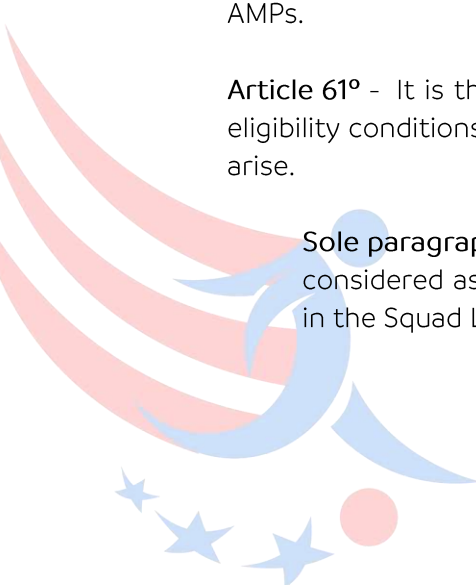 AMPs.
Article 61º - It is th
eligibility conditions
arise.
Sole paragrap
considered as
in the Squad L